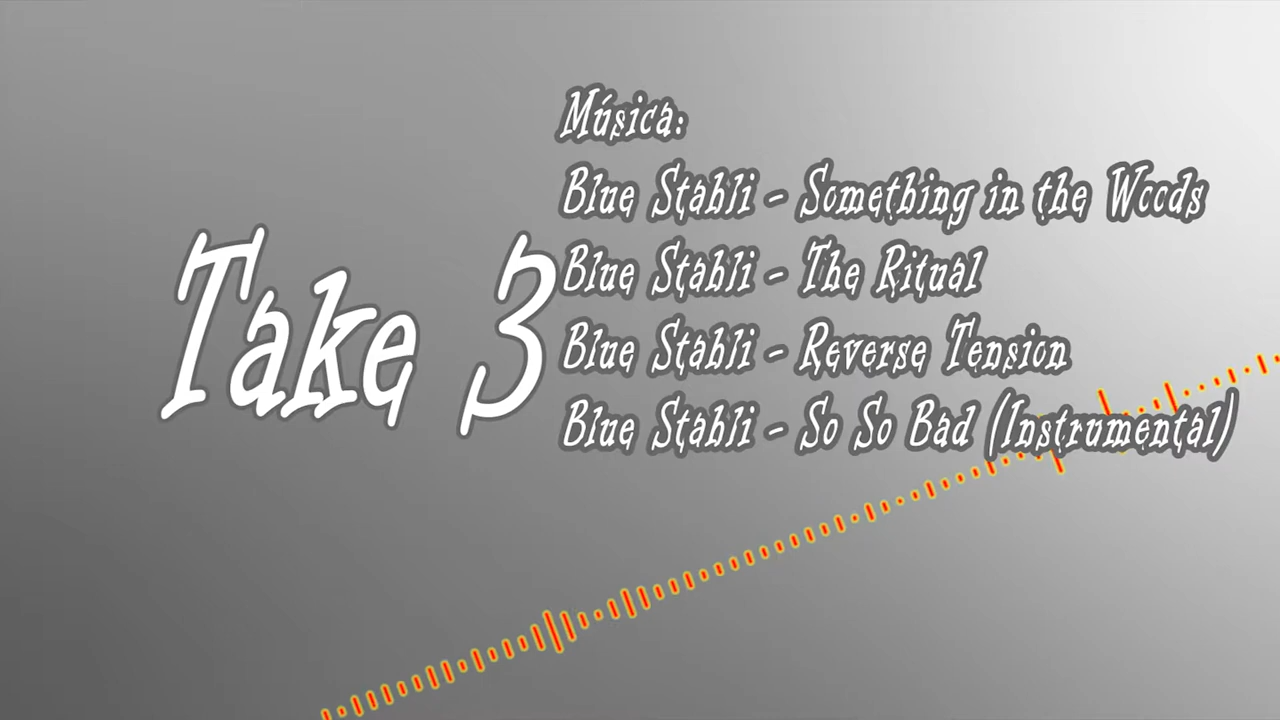 Take 3
Música:
Blue Stahli - Something in the Woods
Blue Stahli - The Ritual
Blue Stahli - Reverse Tension
Blue Stahli - So So Bad (Instrumental)